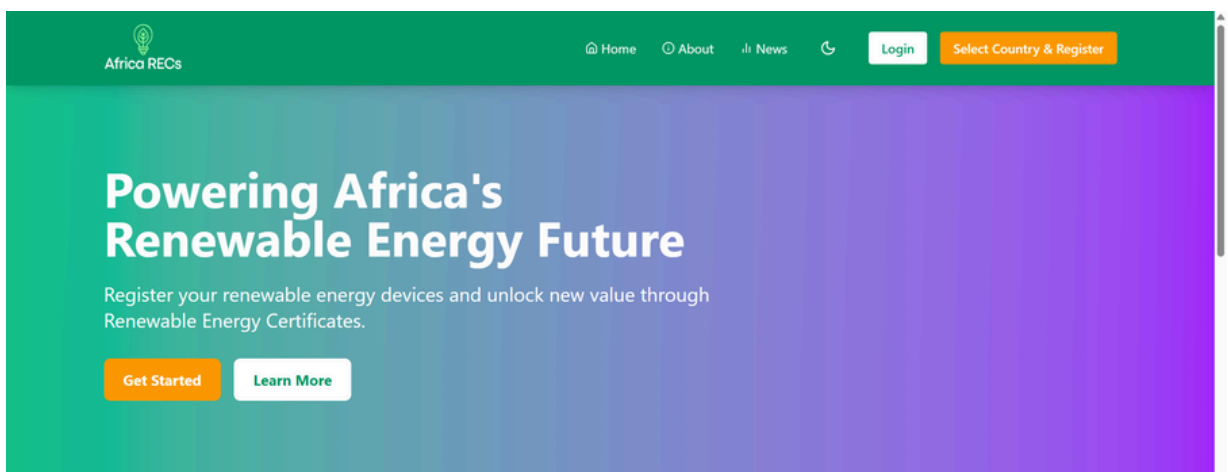 Africa RECs
Home
About
News
Login
Select Country & Register
Powering Africa's
Renewable Energy Future
Register your renewable energy devices and unlock new value through
Renewable Energy Certificates.
Get Started
Learn More